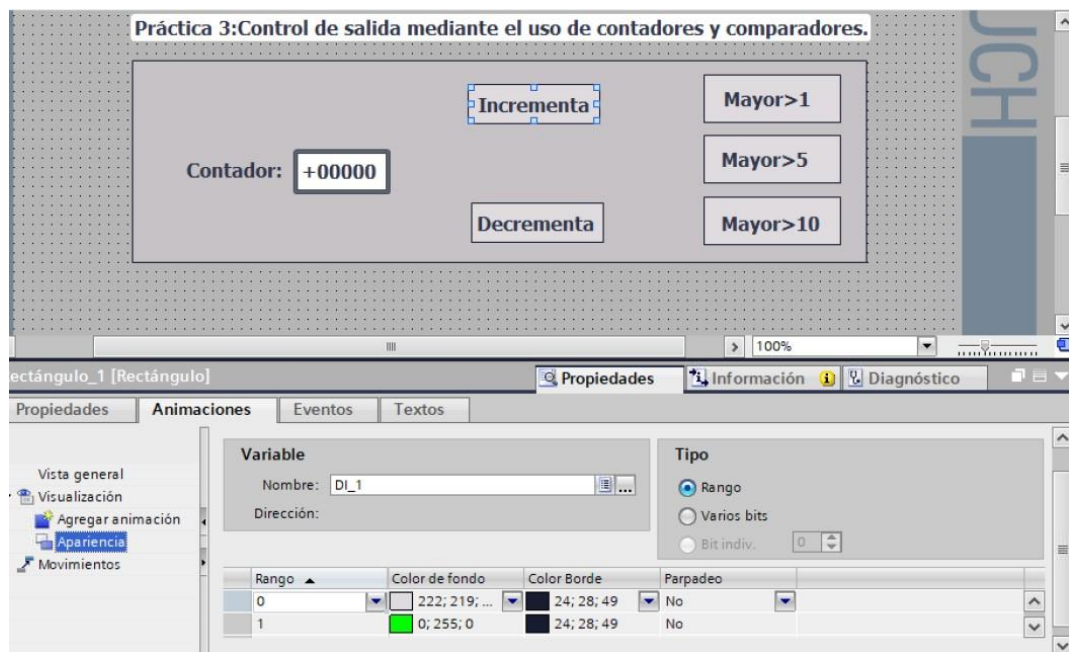 Práctica 3:Control de salida mediante el uso de contadores y comparadores.
UCH
Incrementa
Mayor>1
Contador: +00000
Mayor>5
Decrementa
Mayor>10
100%
ectángulo_1 [Rectángulo]
Propiedades Información Diagnóstico
Propiedades Animaciones Eventos Textos
Variable
Nombre: DI_1
Dirección:
Tipo
Rango
Varios bits
Bit indiv. 0
Vista general
Visualización
Agregar animación
Apariencia
Movimientos
Rango Color de fondo Color Borde Parpadeo
0 222; 219; ... 24; 28; 49 No
1 0; 255; 0 24; 28; 49 No